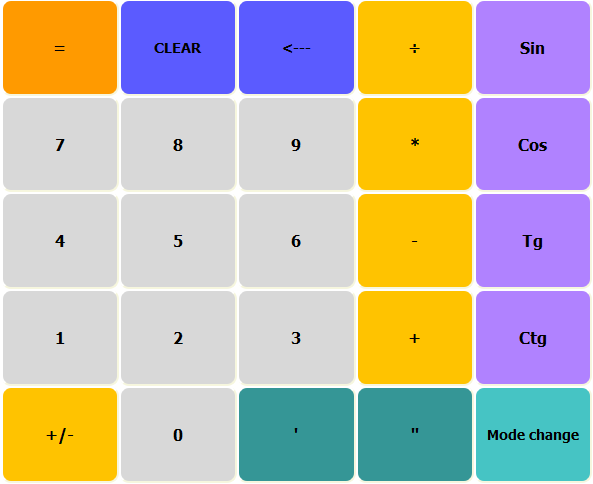 = CLEAR <--- ÷ Sin
7 8 9 * Cos
4 5 6 - Tg
1 2 3 + Ctg
+/- 0 ' " Mode change